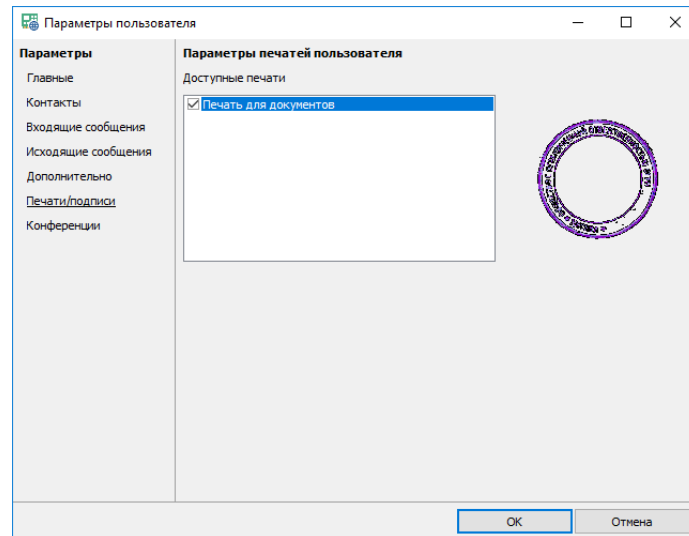 Параметры пользователя
Параметры
Главные
Контакты
Входящие сообщения
Исходящие сообщения
Дополнительно
Печати/подписи
Конференции
Параметры печатей пользователя
Доступные печати
Печать для документов
OK
Отмена